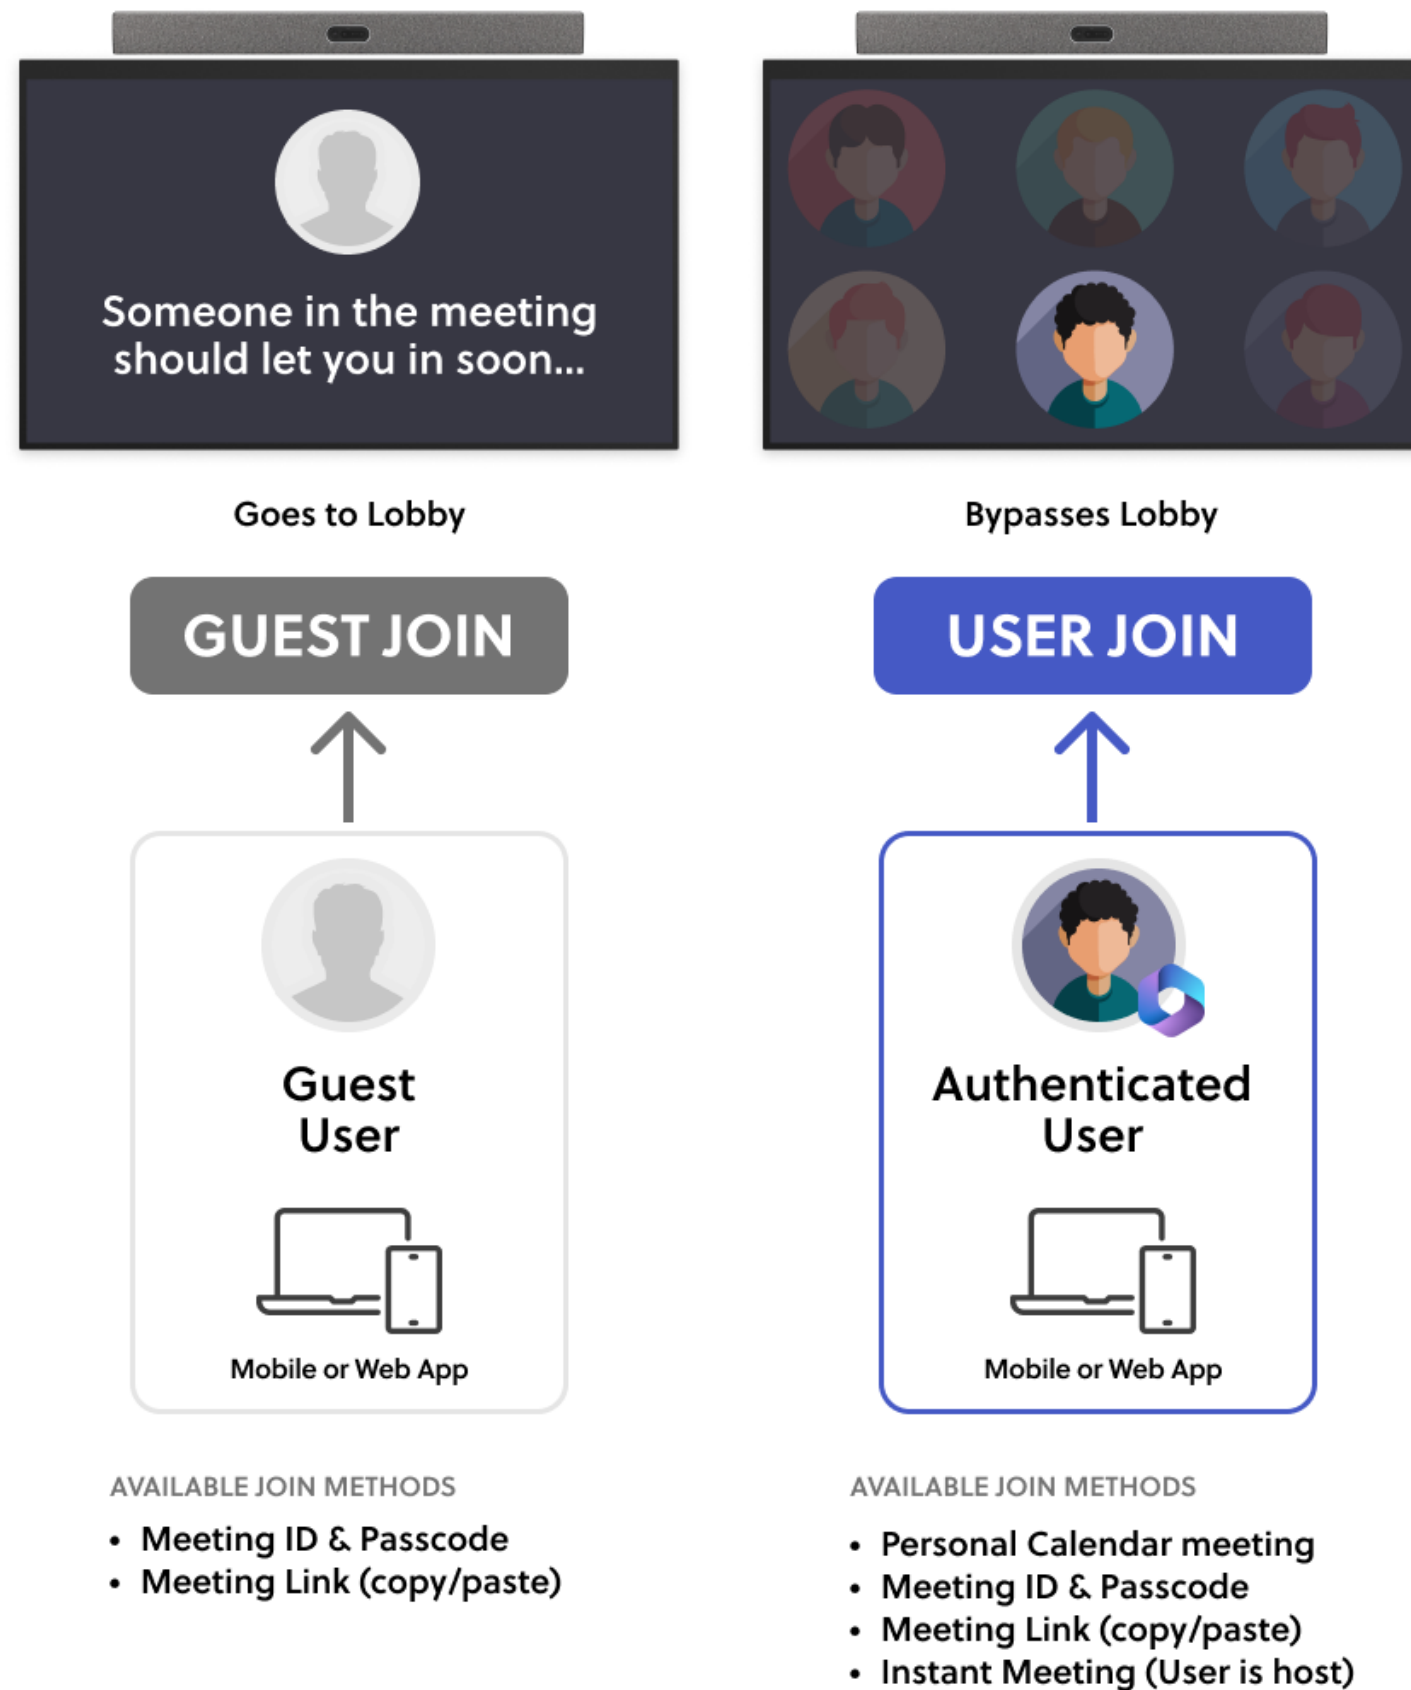 Someone in the meeting
should let you in soon...
Goes to Lobby
GUEST JOIN
Guest
User
Mobile or Web App
AVAILABLE JOIN METHODS
• Meeting ID & Passcode
• Meeting Link (copy/paste)
Bypasses Lobby
USER JOIN
Authenticated
User
Mobile or Web App
AVAILABLE JOIN METHODS
• Personal Calendar meeting
• Meeting ID & Passcode
• Meeting Link (copy/paste)
• Instant Meeting (User is host)